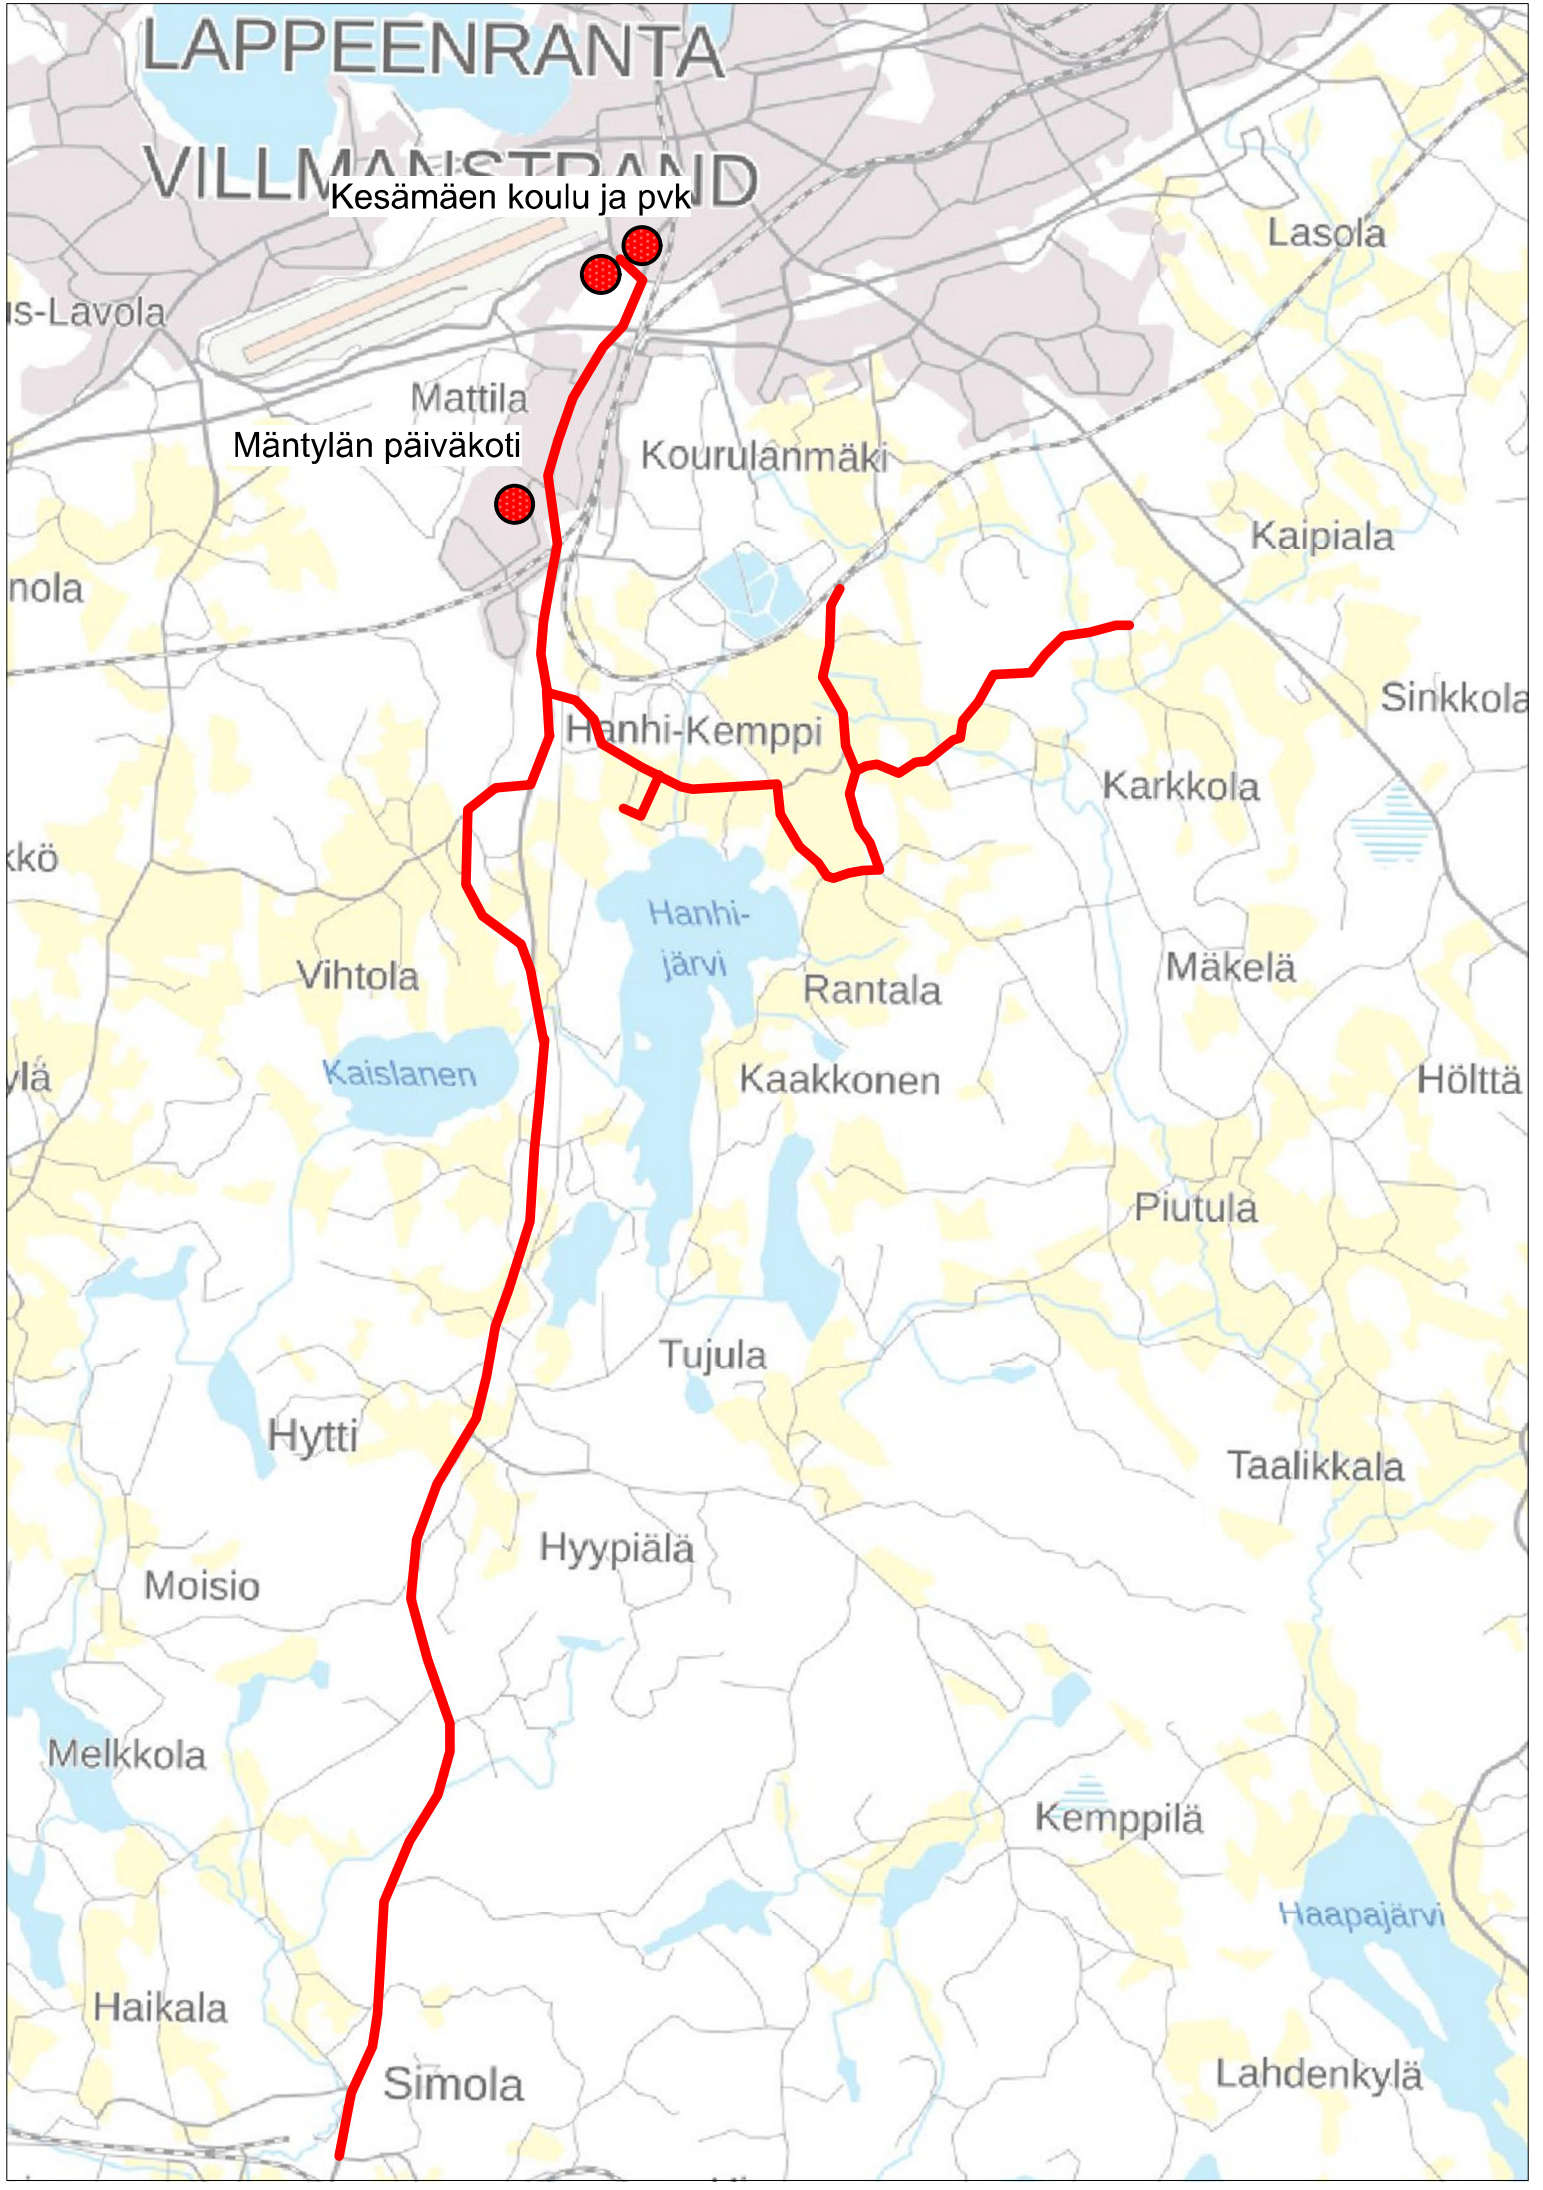 LAPPEENRANTA
VILLMANSTRAND
Kesämäen koulu ja pvk
Lasola
us-Lavola
Mattila
Mäntylän päiväkoti
Kourulanmäki
Kaipiala
nola
Sinkkola
Hanhi-Kemppi
Karkkola
kkö
Hanhi-
järvi
Vihtola
Rantala
Mäkelä
Kaislanen
Kaakkonen
Hölttä
ylä
Piutula
Tujula
Hytti
Taalikkala
Hyypiälä
Moisio
Melkkola
Kemppilä
Haapajärvi
Haikala
Simola
Lahdenkylä